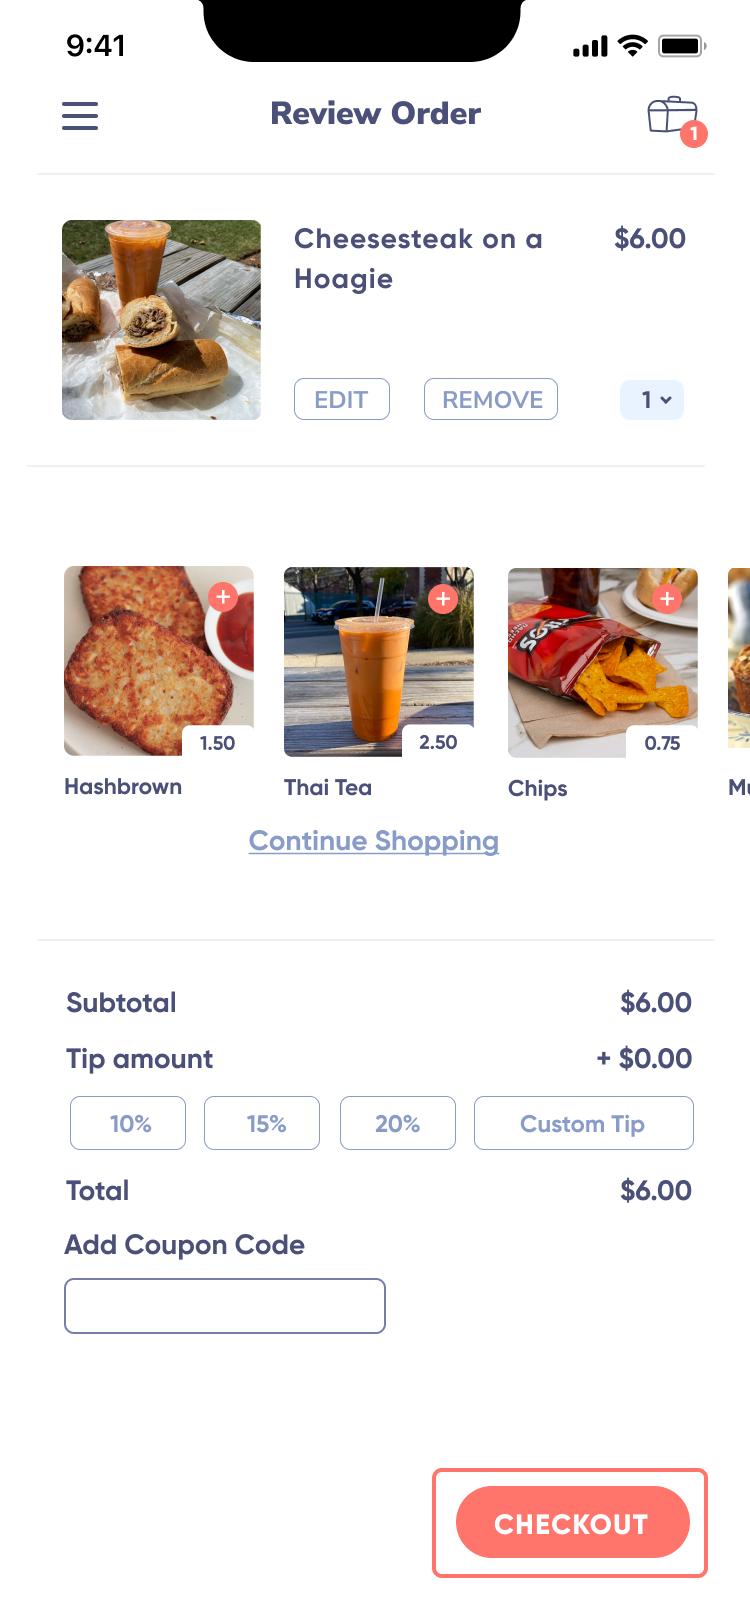 9:41
Review Order
1
Cheesesteak on a
Hoagie
$6.00
EDIT
REMOVE
1
1.50
2.50
0.75
Hashbrown
Thai Tea
Chips
Mu
Continue Shopping
Subtotal
$6.00
Tip amount
+ $0.00
10%
15%
20%
Custom Tip
Total
$6.00
Add Coupon Code
CHECKOUT